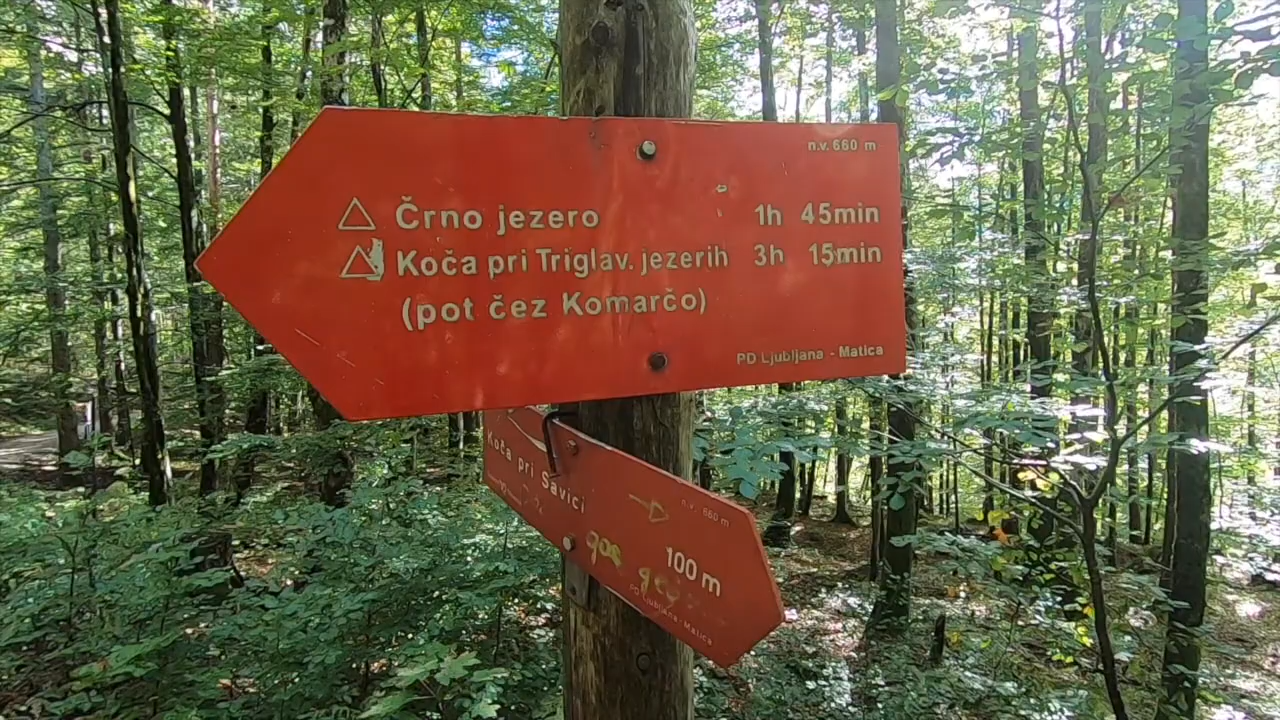 n.v. 660 m
Črno jezero 1h 45min
Koča pri Triglav. jezerih 3h 15min
(pot čez Komarčo)
PD Ljubljana - Matica
Koča pri Savici
n.v. 660 m
100 m
PD Ljubljana - Matica